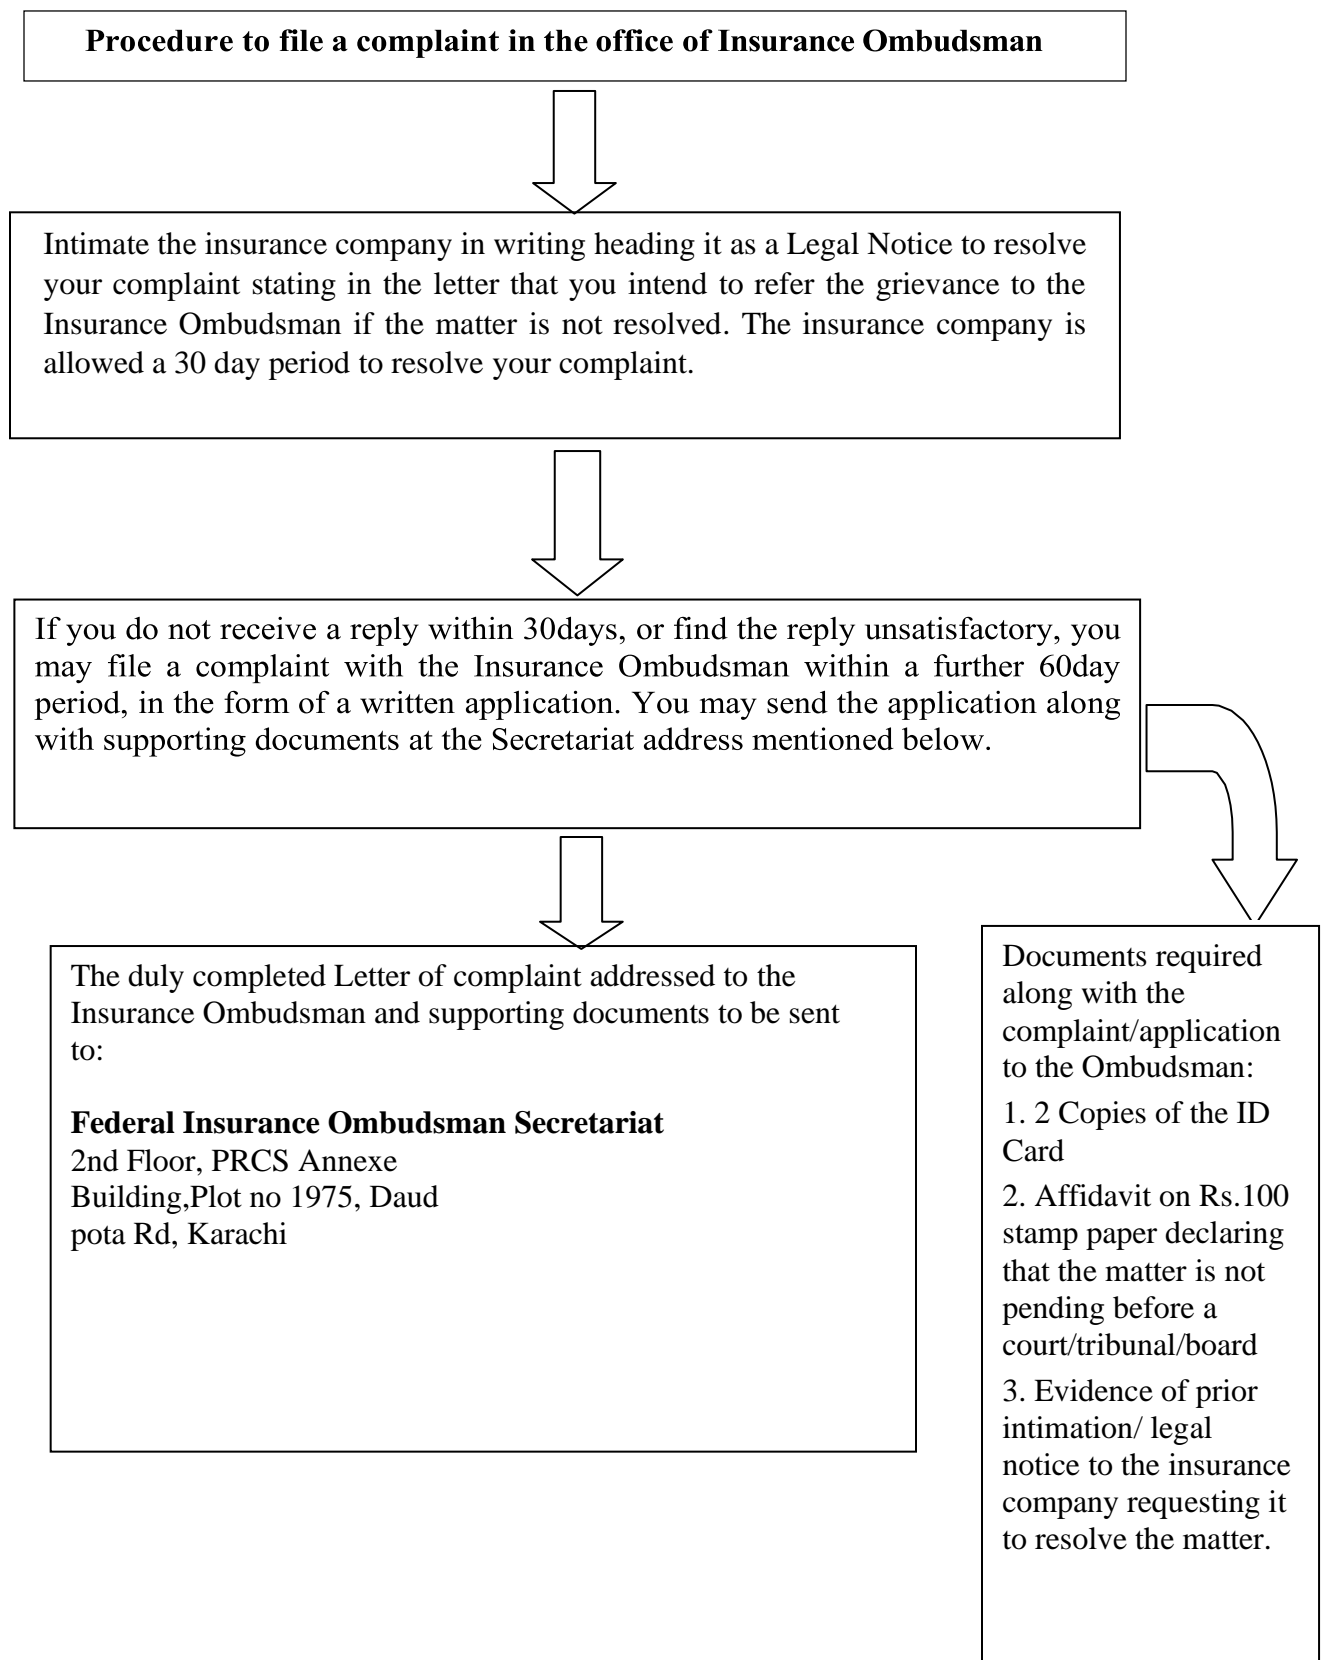 Procedure to file a complaint in the office of Insurance Ombudsman
Intimate the insurance company in writing heading it as a Legal Notice to resolve
your complaint stating in the letter that you intend to refer the grievance to the
Insurance Ombudsman if the matter is not resolved. The insurance company is
allowed a 30 day period to resolve your complaint.
If you do not receive a reply within 30days, or find the reply unsatisfactory, you
may file a complaint with the Insurance Ombudsman within a further 60day
period, in the form of a written application. You may send the application along
with supporting documents at the Secretariat address mentioned below.
The duly completed Letter of complaint addressed to the
Insurance Ombudsman and supporting documents to be sent
to:
Federal Insurance Ombudsman Secretariat
2nd Floor, PRCS Annexe
Building,Plot no 1975, Daud
pota Rd, Karachi
Documents required
along with the
complaint/application
to the Ombudsman:
1. 2 Copies of the ID
Card
2. Affidavit on Rs.100
stamp paper declaring
that the matter is not
pending before a
court/tribunal/board
3. Evidence of prior
intimation/ legal
notice to the insurance
company requesting it
to resolve the matter.